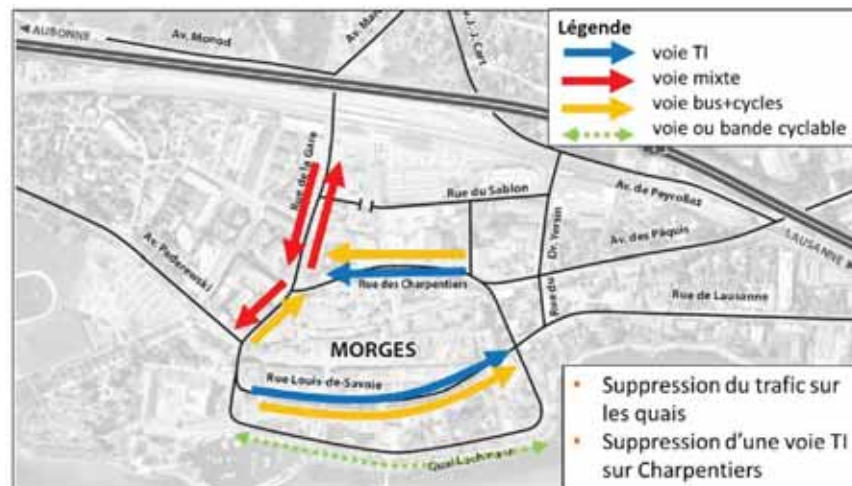 AUBONNE
Av. Monod
Légende
voie TI
voie mixte
voie bus+cycles
voie ou bande cyclable
Rue de la Gare
Rue du Sablon
Av. de Peyrollaz
Av. des Pâquis
LAUSANNE
Dr. Yersin
Rue du
Av. Paderewski
Rue des Charpentiers
Rue de Lausanne
MORGES
Rue Louis-de-Savoie
• Suppression du trafic sur
les quais
• Suppression d'une voie TI
sur Charpentiers